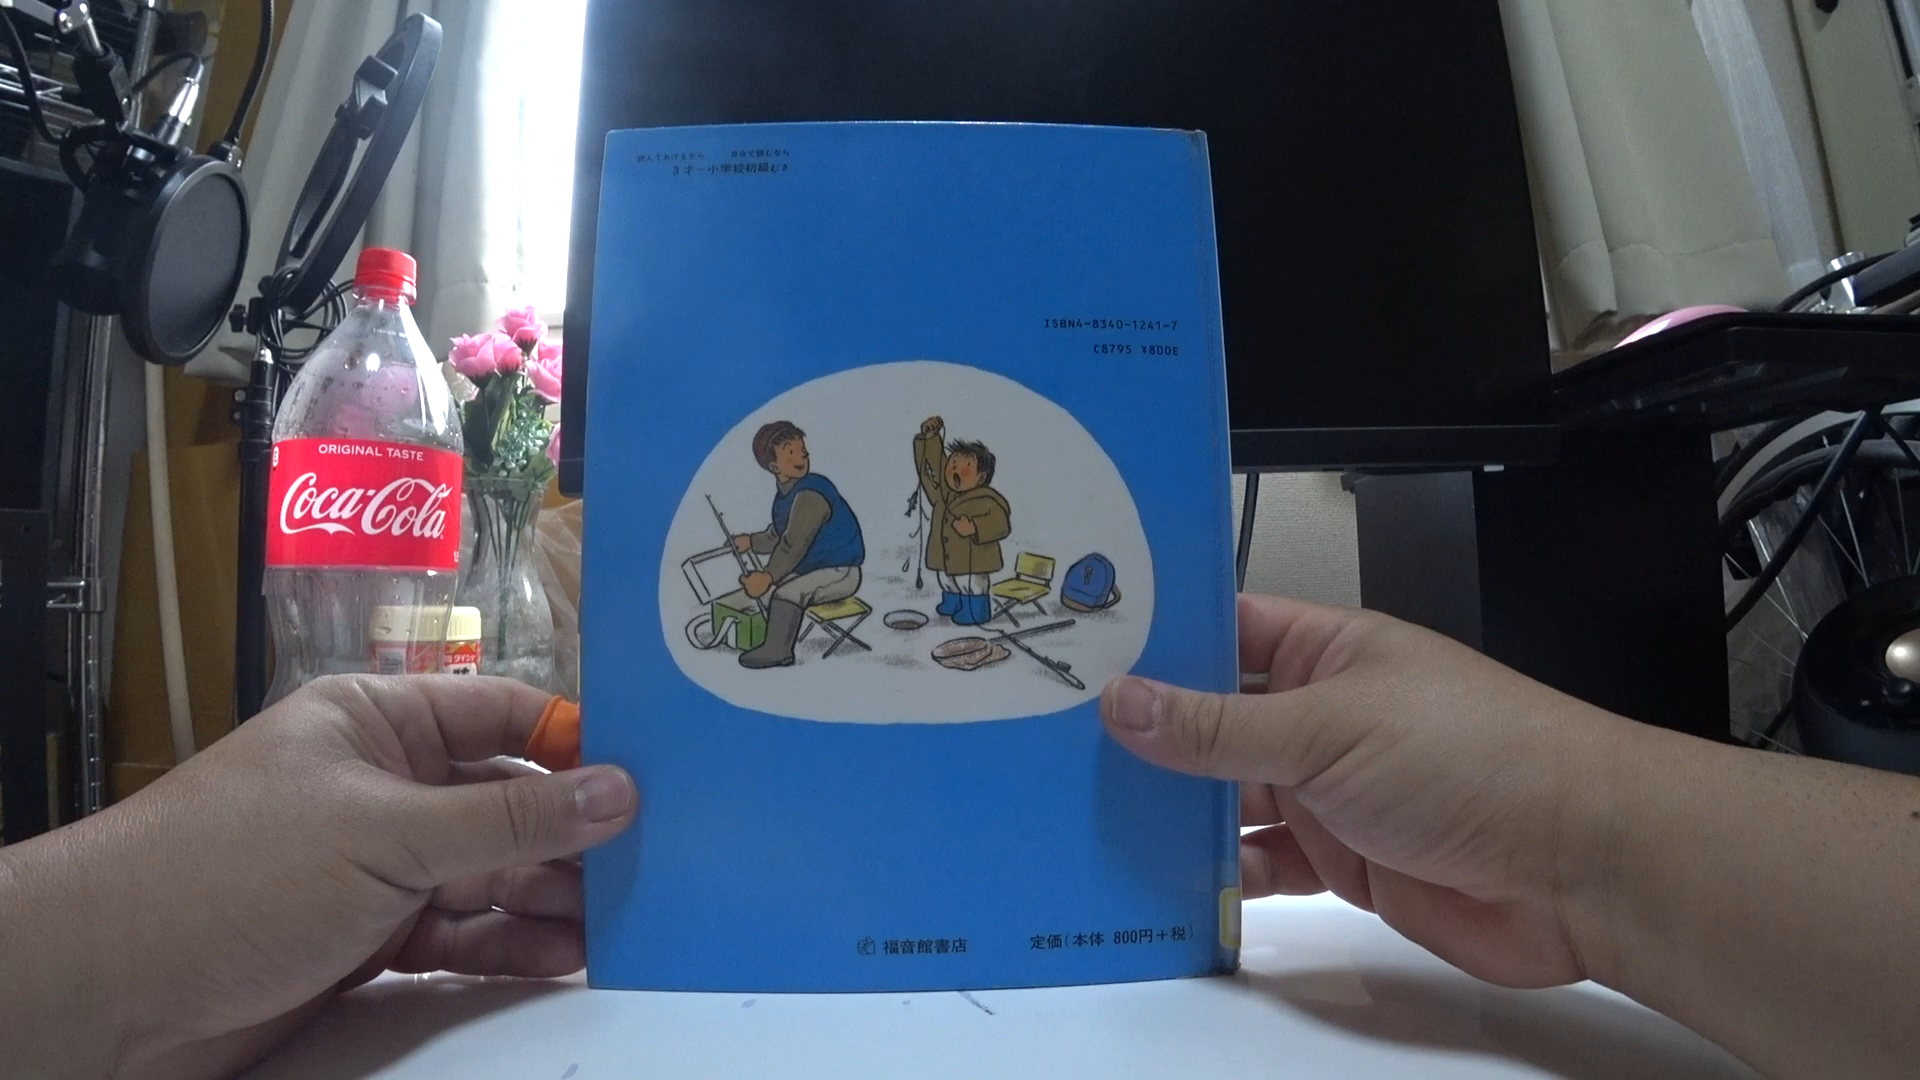 読んであげるなら 自分で読むなら
3才-小学校初級むき
ISBN4-8340-1241-7
C8795 ¥800E
福音館書店
定価(本体 800円+税)
ORIGINAL TASTE
Coca-Cola